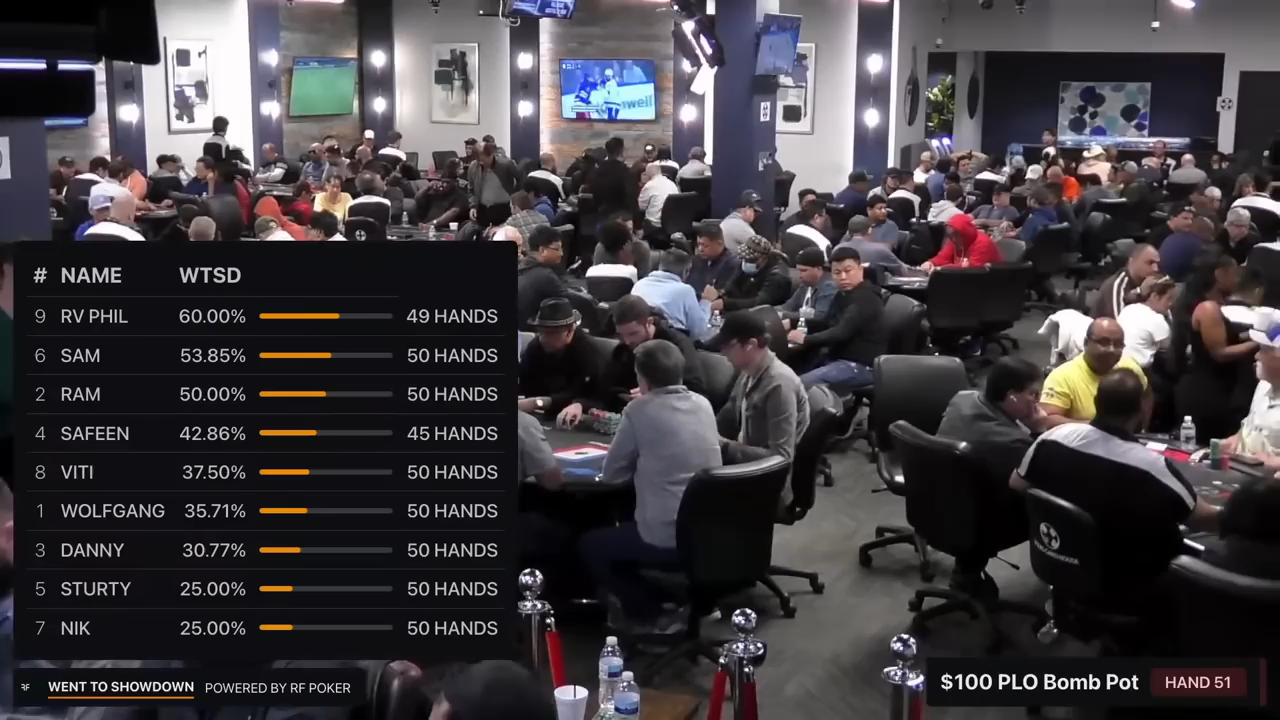 # NAME WTSD
9 RV PHIL 60.00% 49 HANDS
6 SAM 53.85% 50 HANDS
2 RAM 50.00% 50 HANDS
4 SAFEEN 42.86% 45 HANDS
8 VITI 37.50% 50 HANDS
1 WOLFGANG 35.71% 50 HANDS
3 DANNY 30.77% 50 HANDS
5 STURTY 25.00% 50 HANDS
7 NIK 25.00% 50 HANDS
RF WENT TO SHOWDOWN POWERED BY RF POKER
$100 PLO Bomb Pot HAND 51